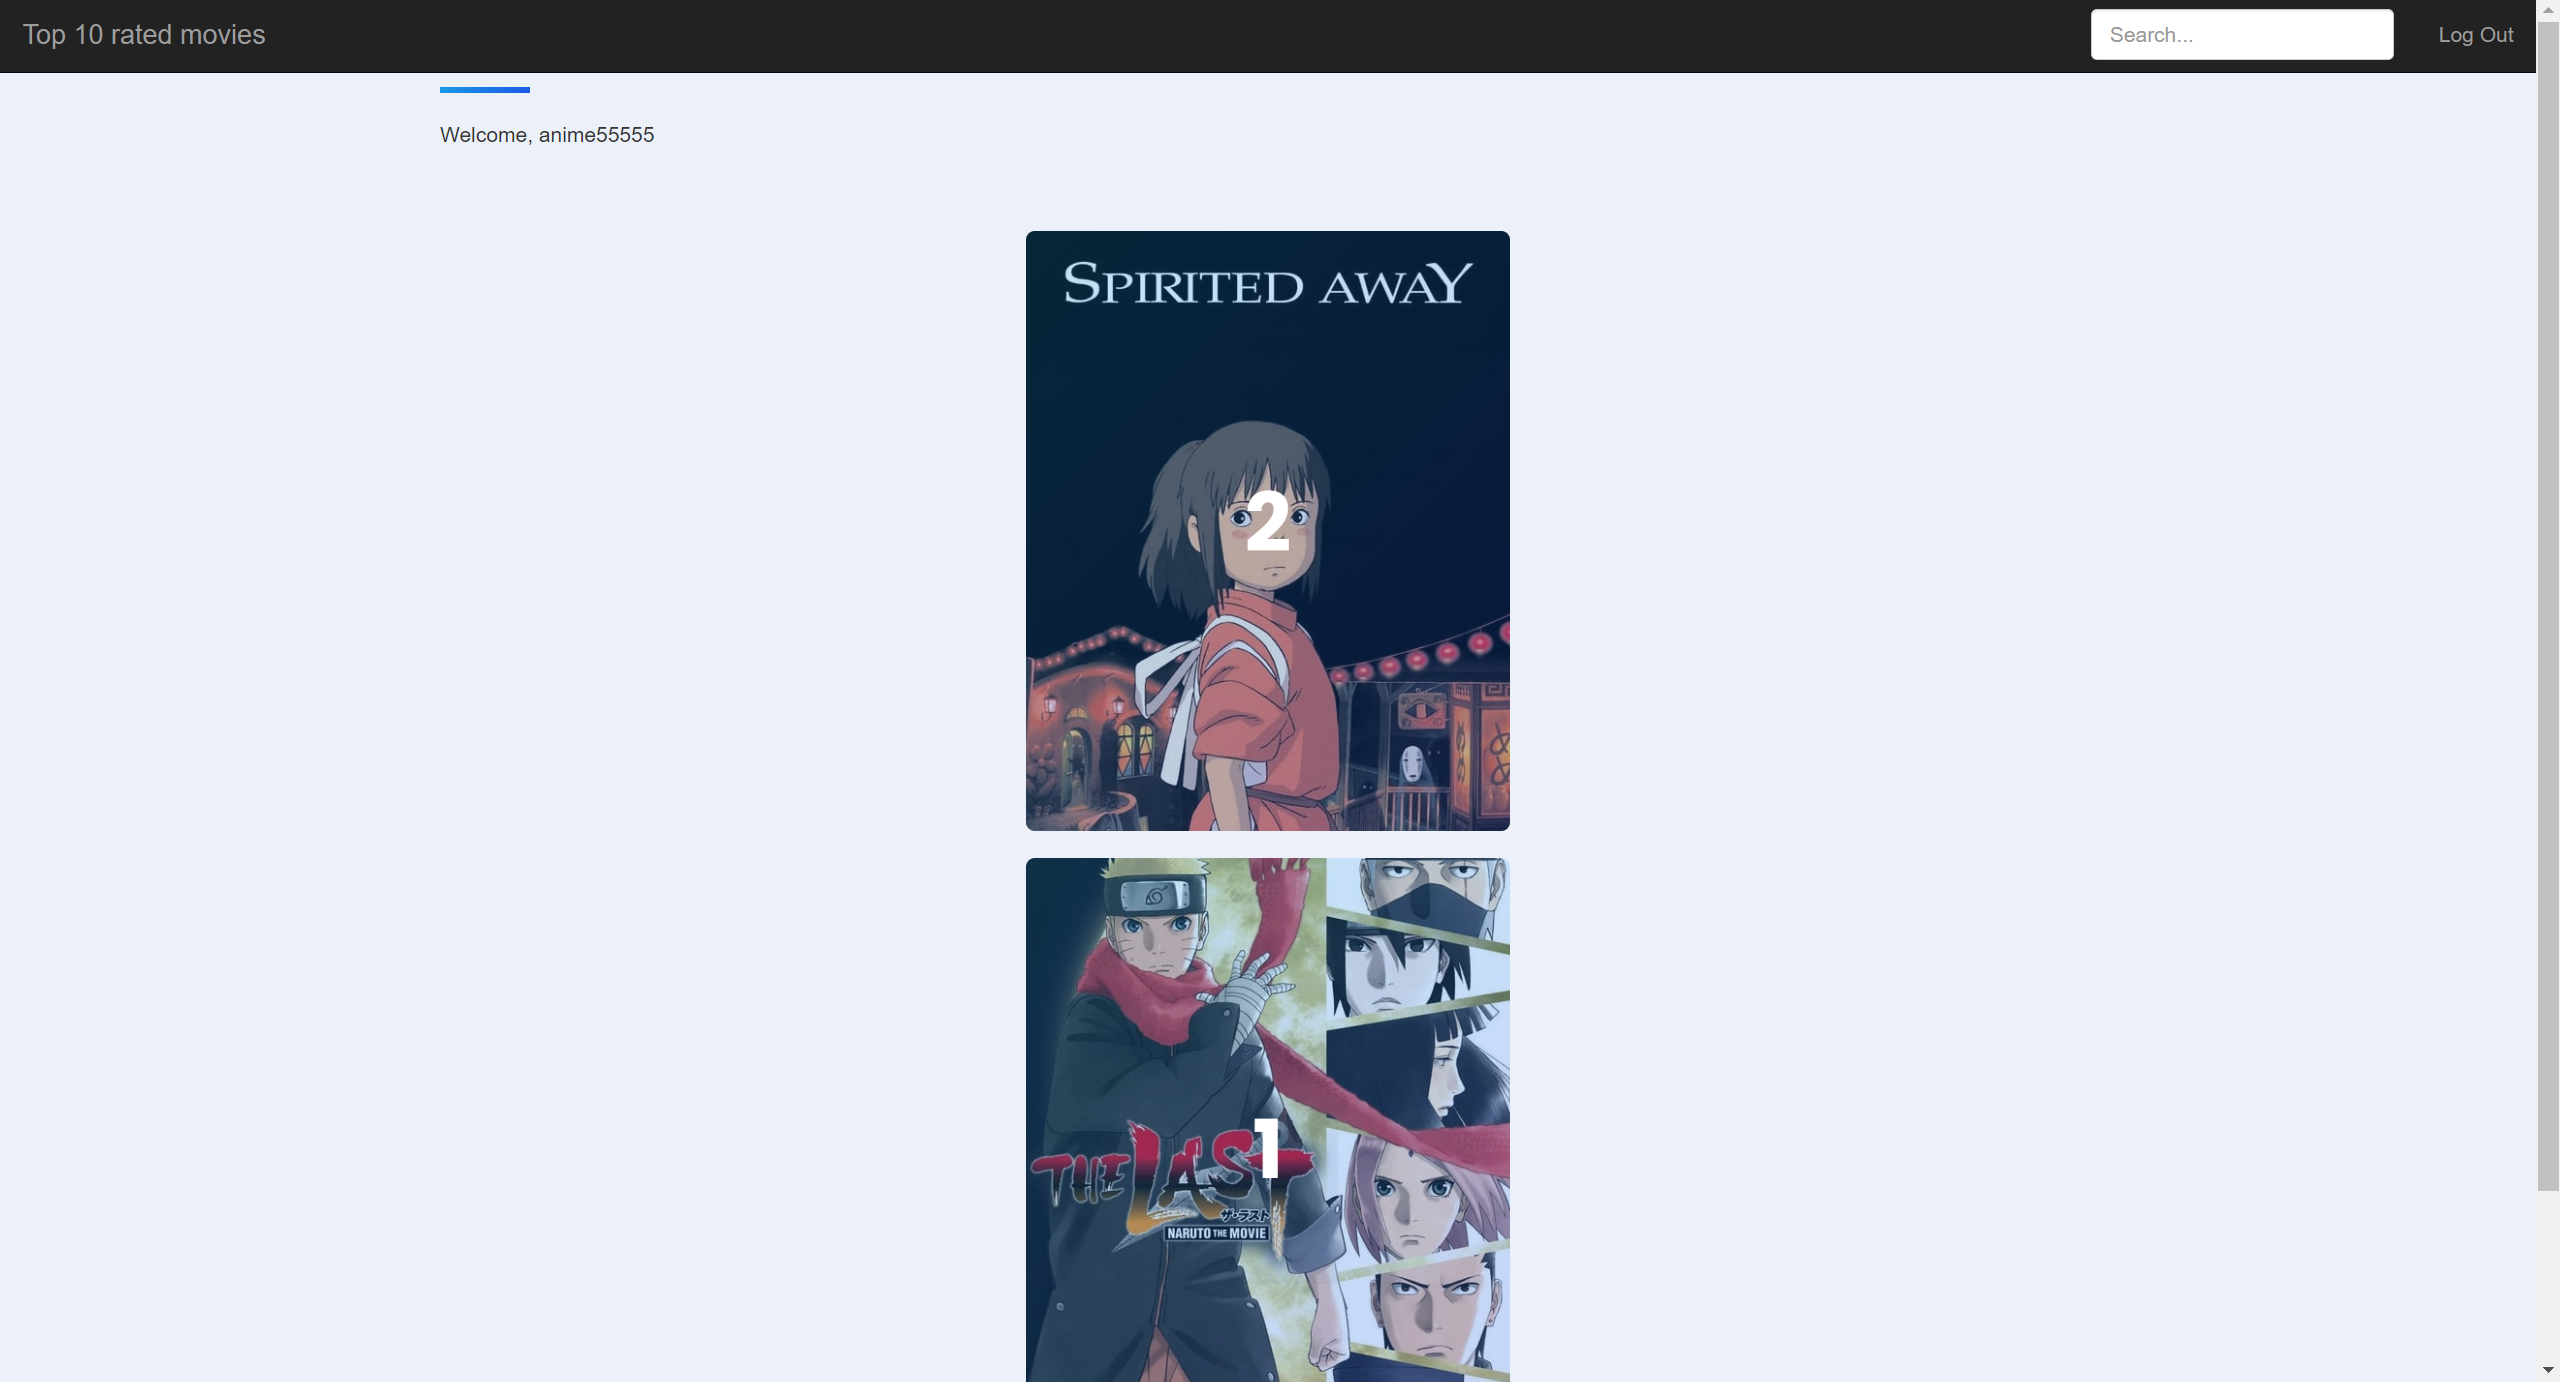 Top 10 rated movies
Search...
Log Out
Welcome, anime55555
SPIRITED AWAY
2
1
THE LAST
ザ・ラスト
NARUTO THE MOVIE